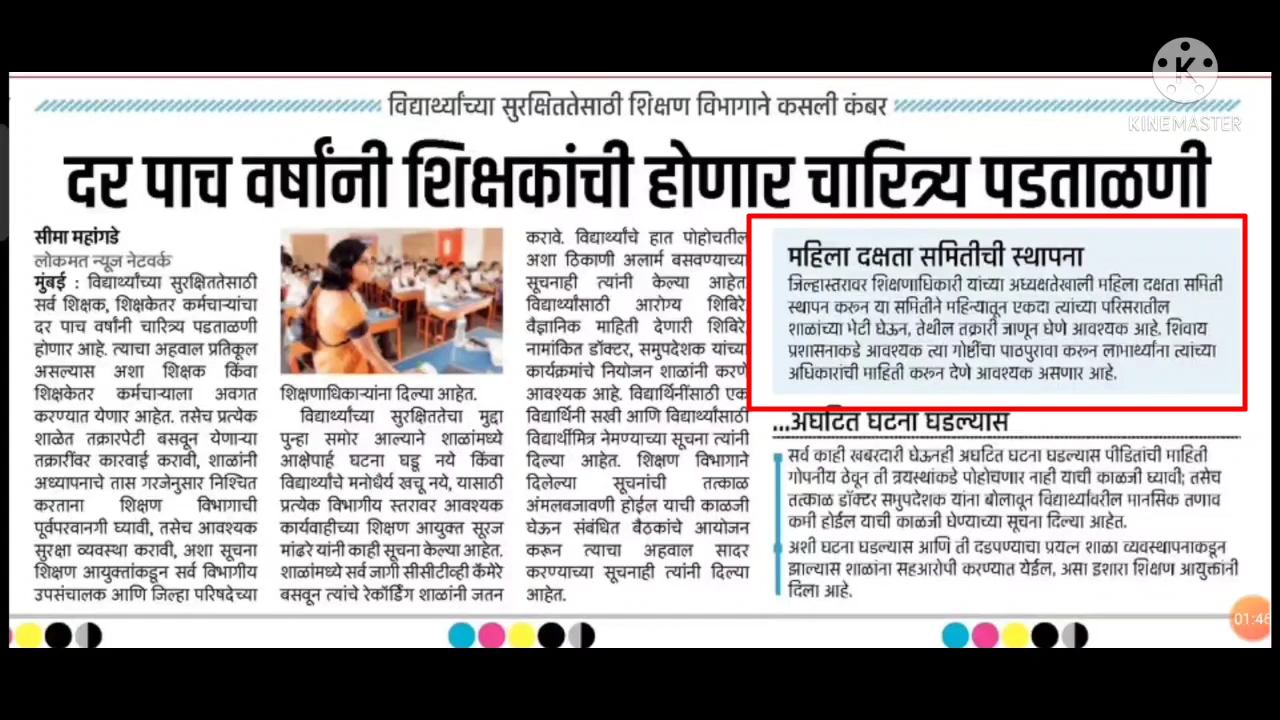 KINEMASTER
विद्यार्थ्यांच्या सुरक्षिततेसाठी शिक्षण विभागाने कसली कंबर
दर पाच वर्षांनी शिक्षकांची होणार चारित्र्य पडताळणी
सीमा महांगडे
लोकमत न्यूज नेटवर्क
मुंबई : विद्यार्थ्यांच्या सुरक्षिततेसाठी
सर्व शिक्षक, शिक्षकेतर कर्मचाऱ्यांचा
दर पाच वर्षांनी चारित्र्य पडताळणी
होणार आहे. त्याचा अहवाल प्रतिकूल
असल्यास अशा शिक्षक किंवा
शिक्षकेतर कर्मचाऱ्याला अवगत
करण्यात येणार आहेत. तसेच प्रत्येक
शाळेत तक्रारपेटी बसवून येणाऱ्या
तक्रारींवर कारवाई करावी, शाळांनी
अध्यापनाचे तास गरजेनुसार निश्चित
करताना शिक्षण विभागाची
पूर्वपरवानगी घ्यावी, तसेच आवश्यक
सुरक्षा व्यवस्था करावी, अशा सूचना
शिक्षण आयुक्तांकडून सर्व विभागीय
उपसंचालक आणि जिल्हा परिषदेच्या
शिक्षणाधिकाऱ्यांना दिल्या आहेत.
विद्यार्थ्यांच्या सुरक्षिततेचा मुद्दा
पुन्हा समोर आल्याने शाळांमध्ये
आक्षेपार्ह घटना घडू नये किंवा
विद्यार्थ्यांचे मनोधैर्य खचू नये, यासाठी
प्रत्येक विभागीय स्तरावर आवश्यक
कार्यवाहीच्या शिक्षण आयुक्त सूरज
मांढरे यांनी काही सूचना केल्या आहेत.
शाळांमध्ये सर्व जागी सीसीटीव्ही कॅमेरे
बसवून त्यांचे रेकॉर्डिंग शाळांनी जतन
करावे. विद्यार्थ्यांचे हात पोहोचतील
अशा ठिकाणी अलार्म बसवण्याच्या
सूचनाही त्यांनी केल्या आहेत.
विद्यार्थ्यांसाठी आरोग्य शिबिरे,
वैज्ञानिक माहिती देणारी शिबिरे,
नामांकित डॉक्टर, समुपदेशक यांच्या
कार्यक्रमांचे नियोजन शाळांनी करणे
आवश्यक आहे. विद्यार्थिनींसाठी एक
विद्यार्थिनी सखी आणि विद्यार्थ्यांसाठी
विद्यार्थीमित्र नेमण्याच्या सूचना त्यांनी
दिल्या आहेत. शिक्षण विभागाने
दिलेल्या सूचनांची तत्काळ
अंमलबजावणी होईल याची काळजी
घेऊन संबंधित बैठकांचे आयोजन
करून त्याचा अहवाल सादर
करण्याच्या सूचनाही त्यांनी दिल्या
आहेत.
महिला दक्षता समितीची स्थापना
जिल्हास्तरावर शिक्षणाधिकारी यांच्या अध्यक्षतेखाली महिला दक्षता समिती
स्थापन करून या समितीने महिन्यातून एकदा त्यांच्या परिसरातील
शाळांच्या भेटी घेऊन, तेथील तक्रारी जाणून घेणे आवश्यक आहे. शिवाय
प्रशासनाकडे आवश्यक त्या गोष्टींचा पाठपुरावा करून लाभार्थ्यांना त्यांच्या
अधिकारांची माहिती करून देणे आवश्यक असणार आहे.
...अघटित घटना घडल्यास
सर्व काही खबरदारी घेऊनही अघटित घटना घडल्यास पीडितांची माहिती
गोपनीय ठेवून ती त्रयस्थांकडे पोहोचणार नाही याची काळजी घ्यावी; तसेच
तत्काळ डॉक्टर समुपदेशक यांना बोलावून विद्यार्थ्यांवरील मानसिक तणाव
कमी होईल याची काळजी घेण्याच्या सूचना दिल्या आहेत.
अशी घटना घडल्यास आणि ती दडपण्याचा प्रयत्न शाळा व्यवस्थापनाकडून
झाल्यास शाळांना सहआरोपी करण्यात येईल, असा इशारा शिक्षण आयुक्तांनी
दिला आहे.